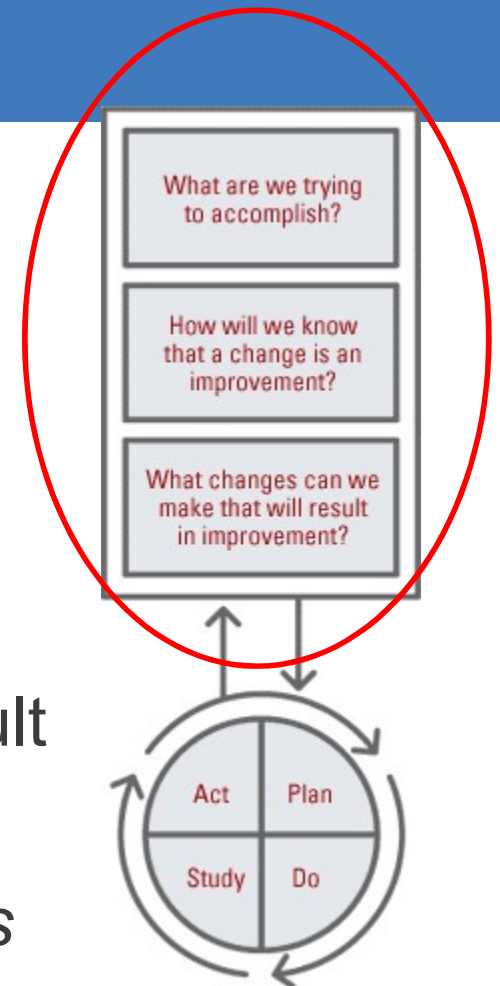 What are we trying
to accomplish?
How will we know
that a change is an
improvement?
What changes can we
make that will result
in improvement?
Act
Plan
Study
Do